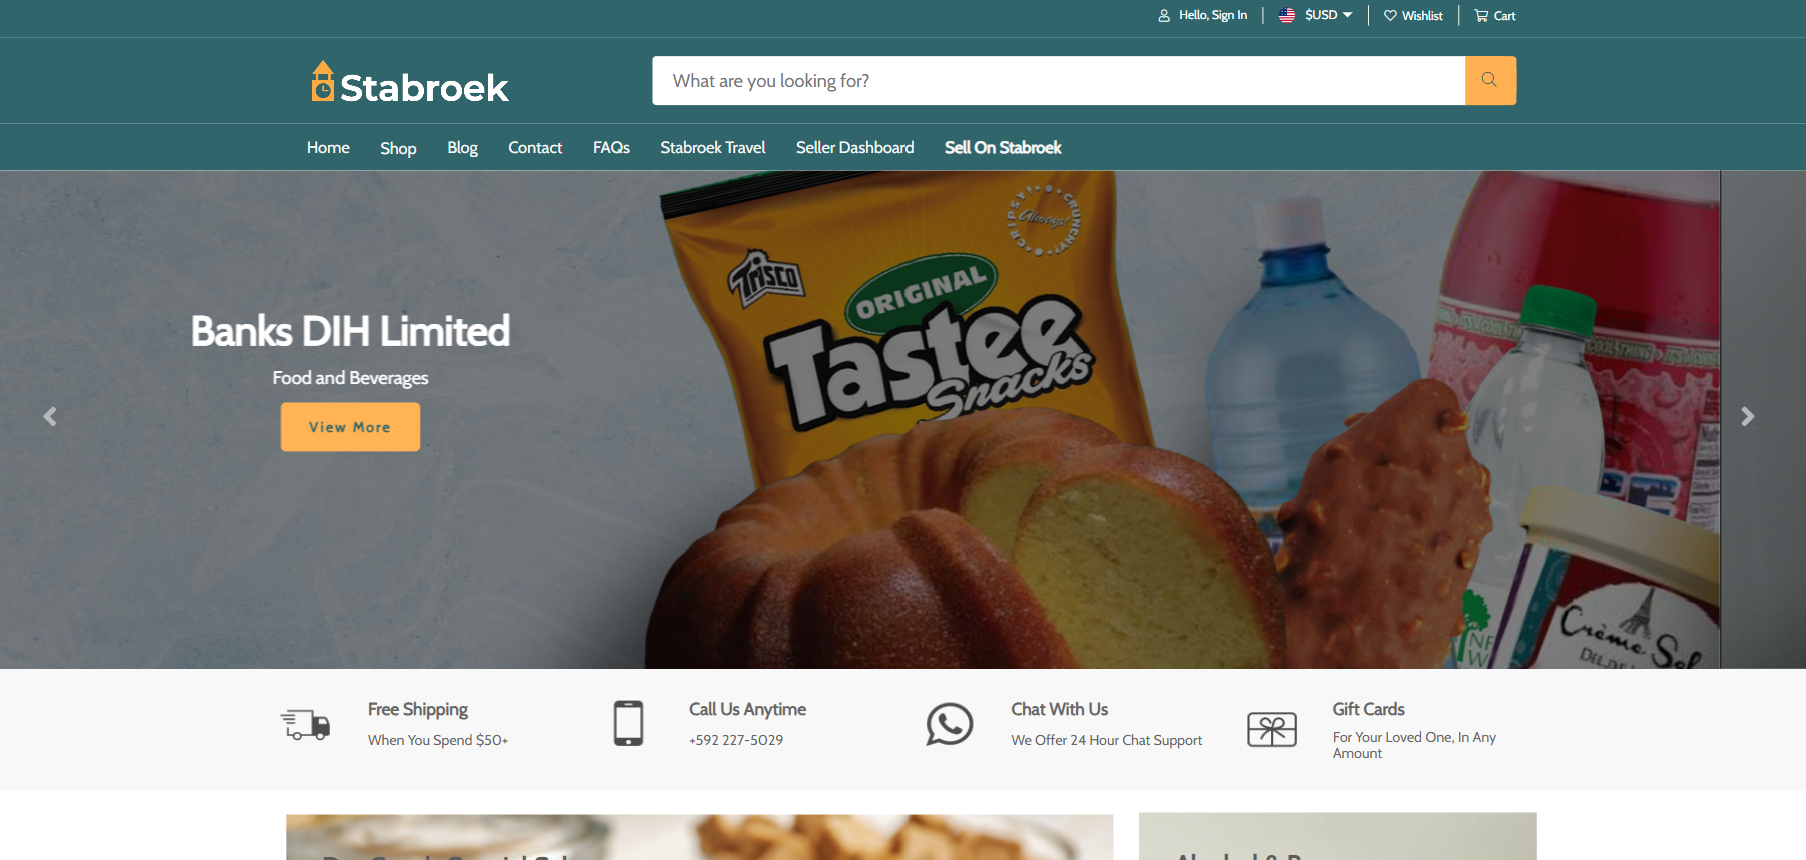 Hello, Sign In
$USD
Wishlist
Cart
Stabroek
What are you looking for?
Home
Shop
Blog
Contact
FAQs
Stabroek Travel
Seller Dashboard
Sell On Stabroek
Banks DIH Limited
Food and Beverages
View More
CRIPSY! CRUNCHY!
Always!
TRISCO
ORIGINAL
Tastee
Snacks
Crème Sol
Free Shipping
When You Spend $50+
Call Us Anytime
+592 227-5029
Chat With Us
We Offer 24 Hour Chat Support
Gift Cards
For Your Loved One, In Any
Amount